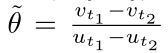 θ̃ = (v_{t_1} − v_{t_2}) / (u_{t_1} − u_{t_2})